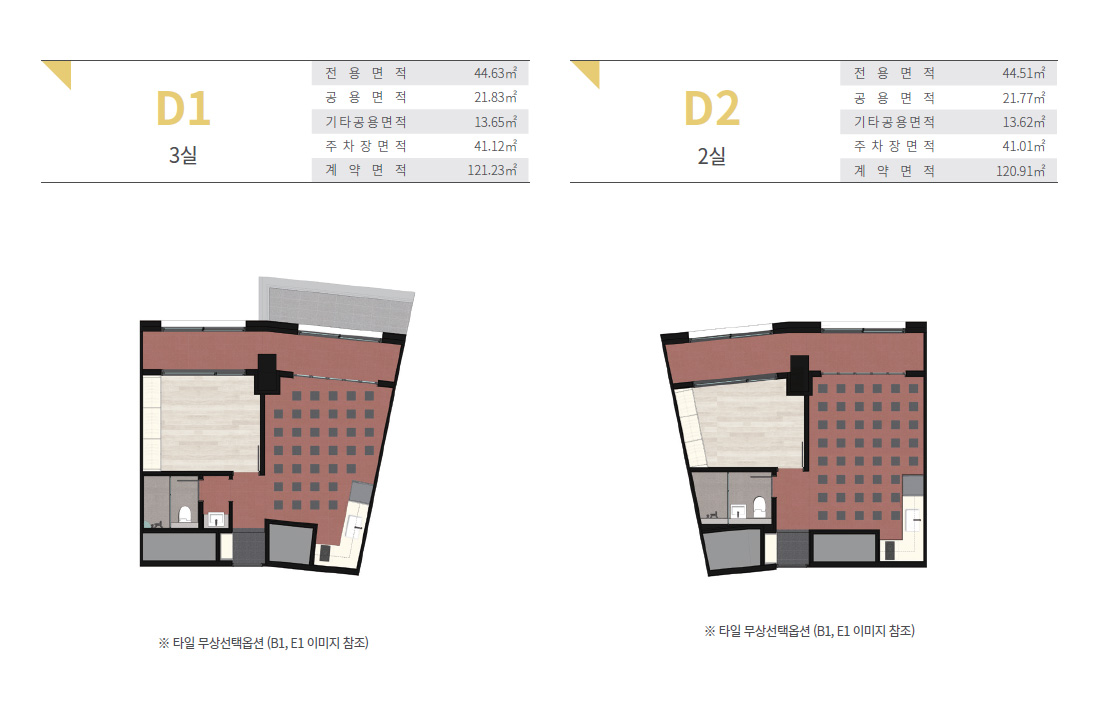 D1
3실
전 용 면 적 44.63㎡
공 용 면 적 21.83㎡
기타공용면적 13.65㎡
주 차 장 면 적 41.12㎡
계 약 면 적 121.23㎡
※ 타일 무상선택옵션 (B1, E1 이미지 참조)
D2
2실
전 용 면 적 44.51㎡
공 용 면 적 21.77㎡
기타공용면적 13.62㎡
주 차 장 면 적 41.01㎡
계 약 면 적 120.91㎡
※ 타일 무상선택옵션 (B1, E1 이미지 참조)